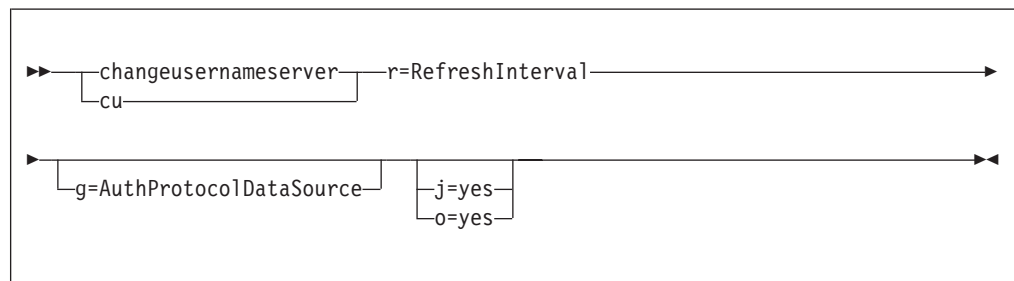 changeusernameserver r=RefreshInterval
cu
g=AuthProtocolDataSource j=yes
o=yes